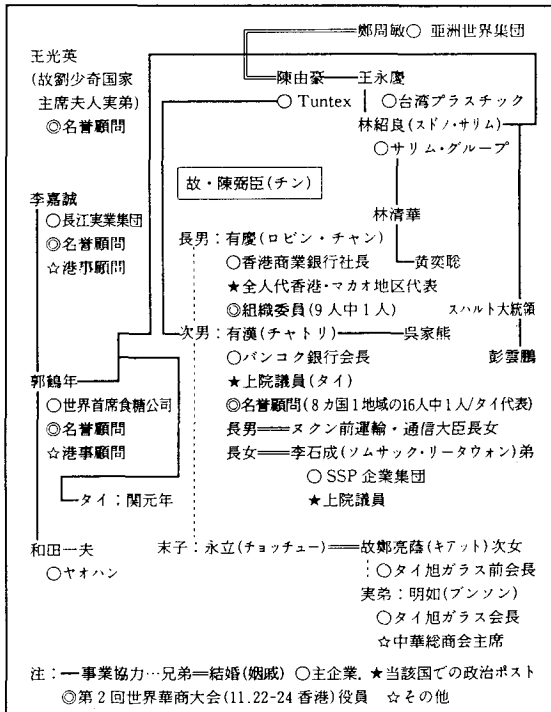 鄭周敏○ 亜洲世界集団
王光英
(故劉少奇国家
主席夫人実弟)
◎名誉顧問
陳由豪 王永慶
○Tuntex ○台湾プラスチック
林紹良(スドノ・サリム)
○サリム・グループ
故・陳弼臣(チン)
李嘉誠
○長江実業集団
◎名誉顧問
☆港事顧問
林清華
長男:有慶(ロビン・チャン) 黄奕聡
○香港商業銀行社長
★全人代香港・マカオ地区代表
◎組織委員(9人中1人)
スハルト大統領
次男:有漢(チャトリ) 呉家熊
彭雲鵬
○バンコク銀行会長
★上院議員(タイ)
◎名誉顧問(8カ国1地域の16人中1人/タイ代表)
長男 ヌクン前運輸・通信大臣長女
長女 李石成(ソムサック・リータウォン)弟
○SSP企業集団
★上院議員
郭鶴年
○世界首席食糖公司
◎名誉顧問
☆港事顧問
タイ:関元年
和田一夫
○ヤオハン
末子:永立(チョッチュー) 故鄭亮蔭(キアット)次女
○タイ旭ガラス前会長
実弟:明如(ブンソン)
○タイ旭ガラス会長
☆中華総商会主席
注:―事業協力…兄弟=結婚(姻戚) ○主企業. ★当該国での政治ポスト
◎第2回世界華商大会(11.22-24香港)役員 ☆その他